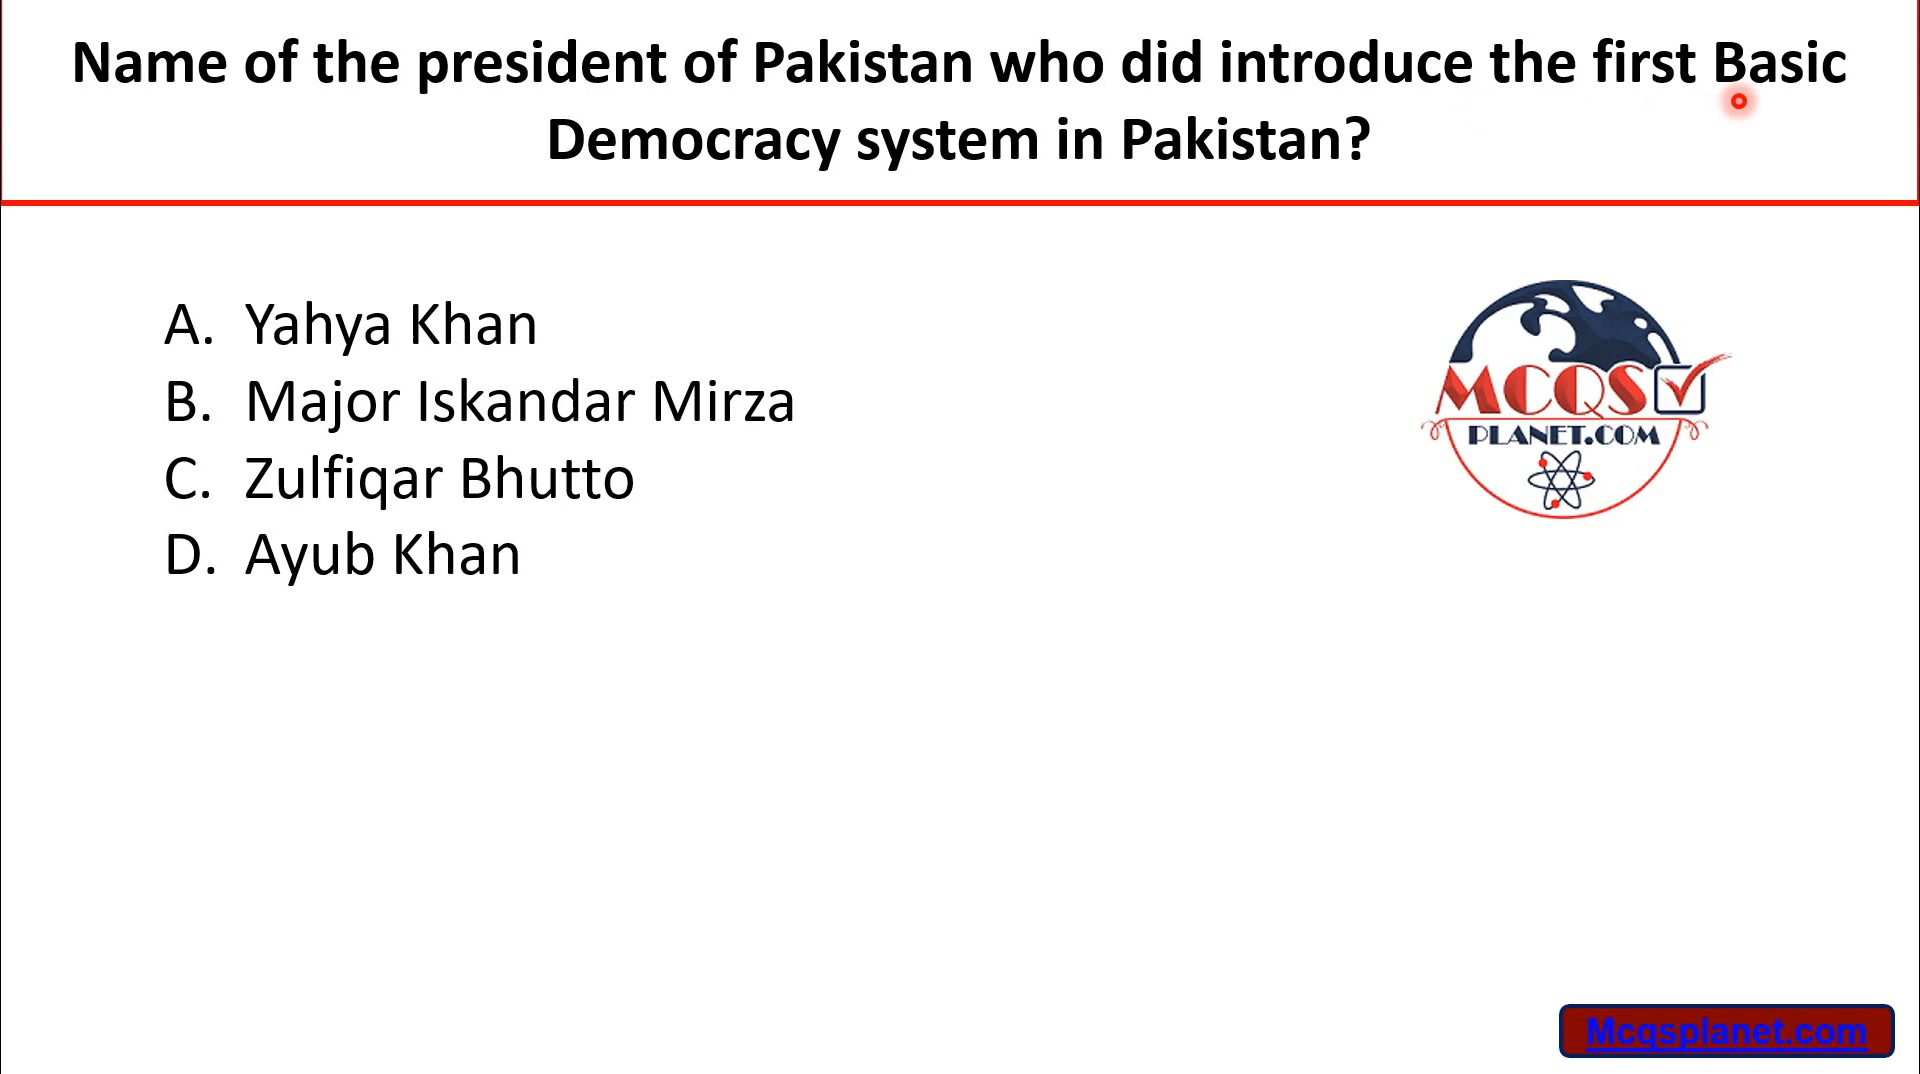 Name of the president of Pakistan who did introduce the first Basic
Democracy system in Pakistan?
A. Yahya Khan
B. Major Iskandar Mirza
C. Zulfiqar Bhutto
D. Ayub Khan
MCQS
PLANET.COM
Mcqsplanet.com